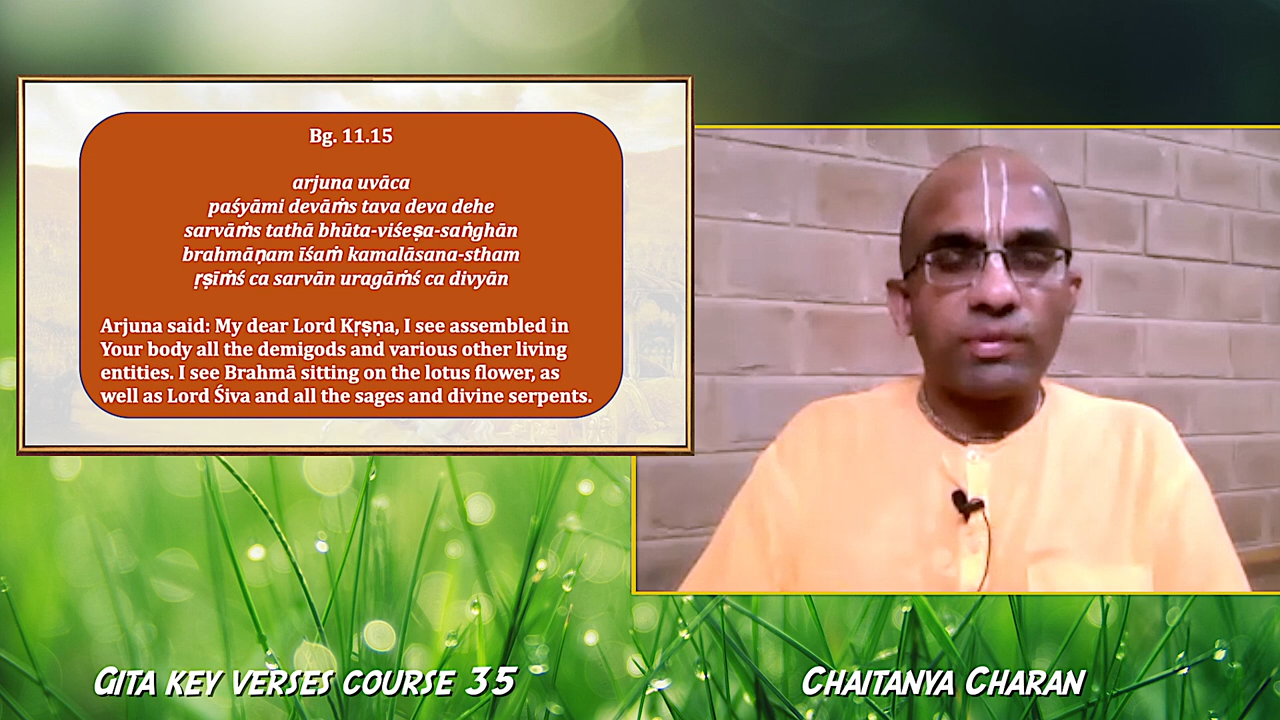 Bg. 11.15
arjuna uvāca
paśyāmi devāṁs tava deva dehe
sarvāṁs tathā bhūta-viśeṣa-saṅghān
brahmāṇam īśaṁ kamalāsana-stham
ṛṣīṁś ca sarvān uragāṁś ca divyān
Arjuna said: My dear Lord Kṛṣṇa, I see assembled in
Your body all the demigods and various other living
entities. I see Brahmā sitting on the lotus flower, as
well as Lord Śiva and all the sages and divine serpents.
GITA KEY VERSES COURSE 35
CHAITANYA CHARAN